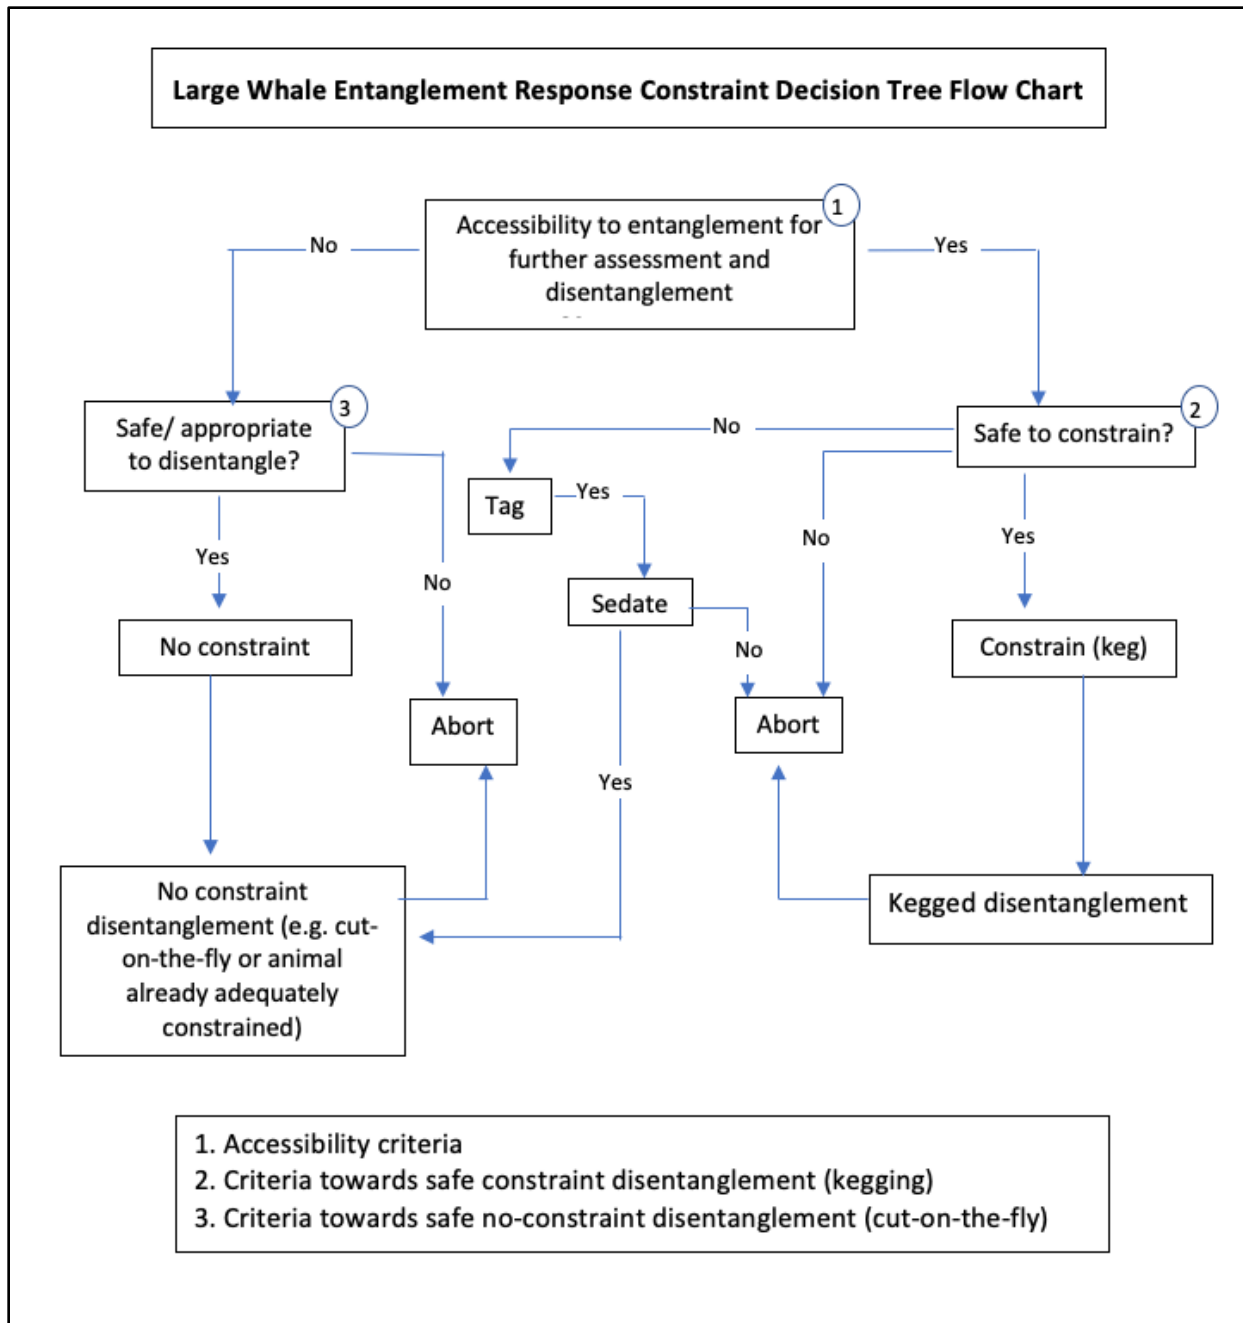 Large Whale Entanglement Response Constraint Decision Tree Flow Chart
1
Accessibility to entanglement for
further assessment and
disentanglement
No
Yes
3
Safe/ appropriate
to disentangle?
2
Safe to constrain?
No
Tag
Yes
Yes
No
No
Yes
Sedate
No
No constraint
Constrain (keg)
Abort
Abort
Yes
No constraint
disentanglement (e.g. cut-
on-the-fly or animal
already adequately
constrained)
Kegged disentanglement
1. Accessibility criteria
2. Criteria towards safe constraint disentanglement (kegging)
3. Criteria towards safe no-constraint disentanglement (cut-on-the-fly)